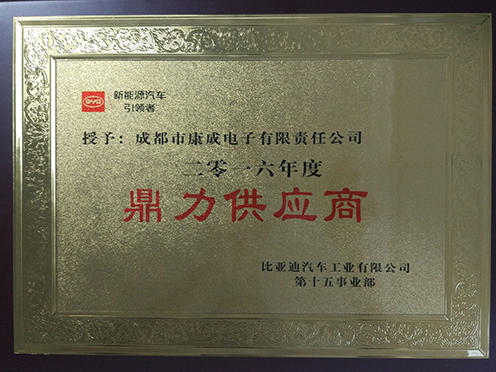 BYD
新能源汽车
引领者
授予：成都市康成电子有限责任公司
二零一六年度
鼎力供应商
比亚迪汽车工业有限公司
第十五事业部